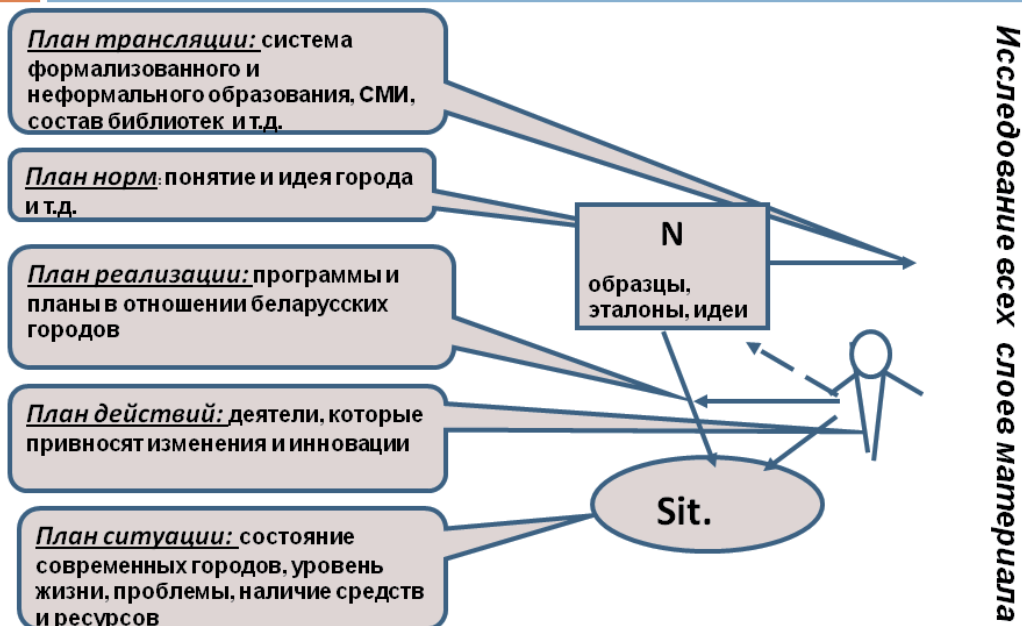 План трансляции: система
формализованного и
неформального образования, СМИ,
состав библиотек и т.д.
План норм: понятие и идея города
и т.д.
План реализации: программы и
планы в отношении беларусских
городов
План действий: деятели, которые
привносят изменения и инновации
План ситуации: состояние
современных городов, уровень
жизни, проблемы, наличие средств
и ресурсов
N
образцы,
эталоны, идеи
Sit.
Исследование всех слоев материала